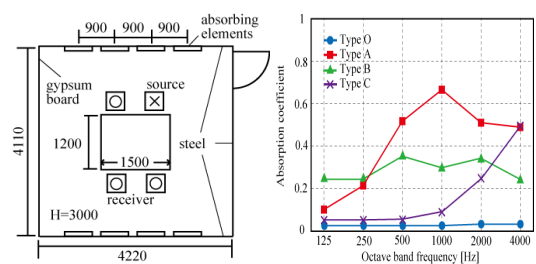 900 900 900
absorbing
elements
gypsum
board
source
4110
1200
1500
steel
receiver
H=3000
4220
Absorption coefficient
1
0.8
0.6
0.4
0.2
0
Type O
Type A
Type B
Type C
125 250 500 1000 2000 4000
Octave band frequency [Hz]